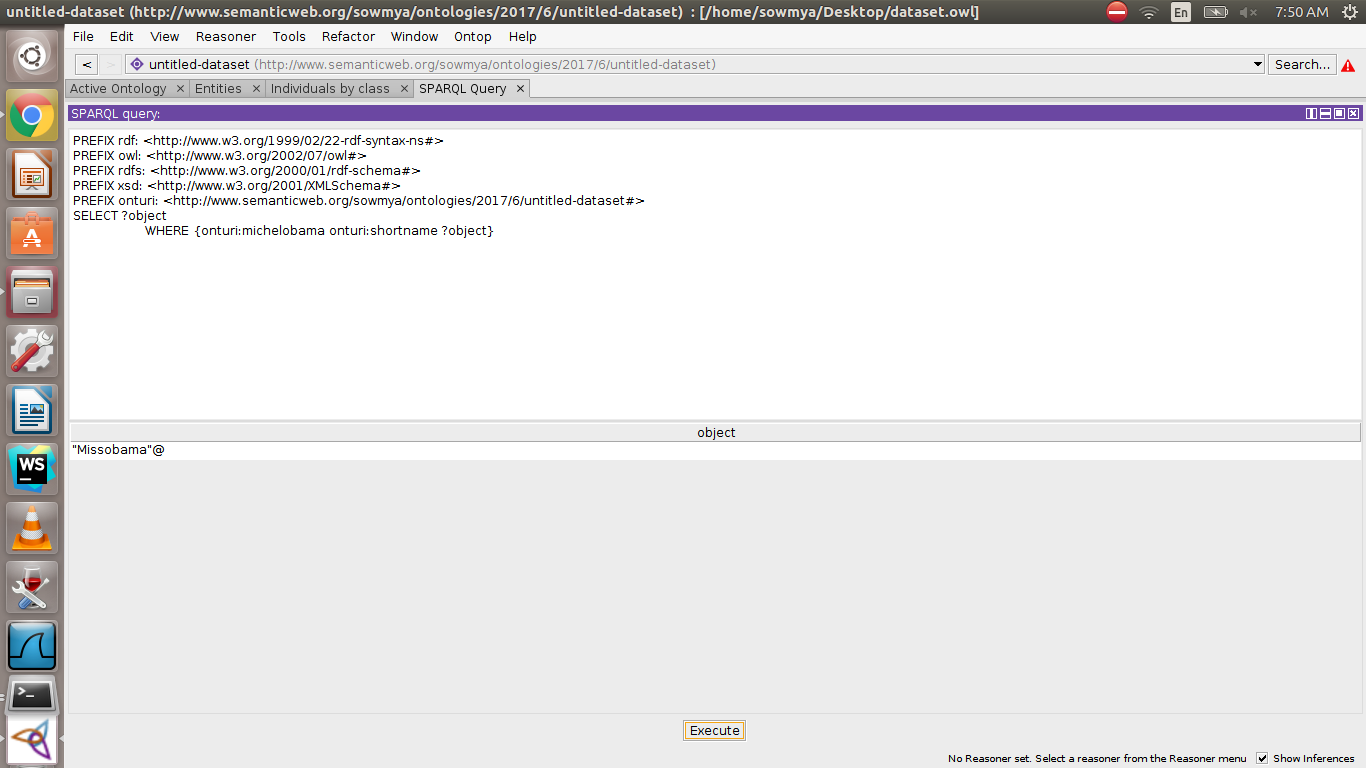 untitled-dataset (http://www.semanticweb.org/sowmya/ontologies/2017/6/untitled-dataset) : [/home/sowmya/Desktop/dataset.owl]
En
7:50 AM
File Edit View Reasoner Tools Refactor Window Ontop Help
< > untitled-dataset (http://www.semanticweb.org/sowmya/ontologies/2017/6/untitled-dataset) Search...
Active Ontology × Entities × Individuals by class × SPARQL Query ×
SPARQL query:
PREFIX rdf: <http://www.w3.org/1999/02/22-rdf-syntax-ns#>
PREFIX owl: <http://www.w3.org/2002/07/owl#>
PREFIX rdfs: <http://www.w3.org/2000/01/rdf-schema#>
PREFIX xsd: <http://www.w3.org/2001/XMLSchema#>
PREFIX onturi: <http://www.semanticweb.org/sowmya/ontologies/2017/6/untitled-dataset#>
SELECT ?object
WHERE {onturi:michelobama onturi:shortname ?object}
object
"Missobama"@
WS
Execute
No Reasoner set. Select a reasoner from the Reasoner menu Show Inferences